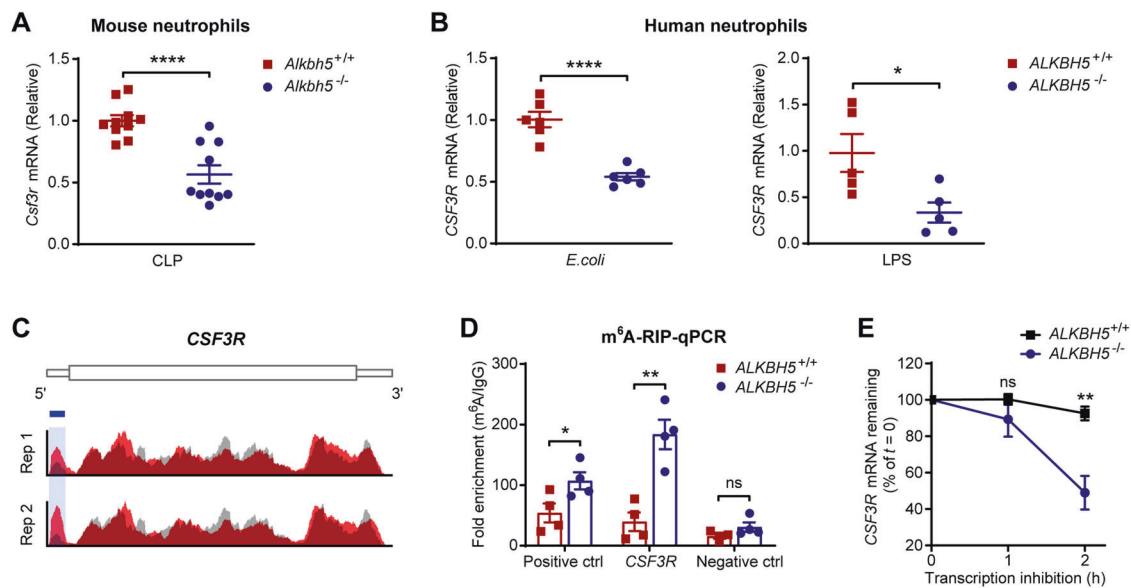 A
Mouse neutrophils
Csf3r mRNA (Relative)
1.5
1.0
0.5
0.0
****
CLP
Alkbh5+/+
Alkbh5-/-
B
Human neutrophils
CSF3R mRNA (Relative)
1.5
1.0
0.5
0.0
****
E.coli
CSF3R mRNA (Relative)
2.0
1.5
1.0
0.5
0.0
*
LPS
ALKBH5+/+
ALKBH5-/-
C
CSF3R
5'
3'
Rep 1
Rep 2
D
m6A-RIP-qPCR
Fold enrichment (m6A/IgG)
300
200
100
0
*
**
ns
Positive ctrl
CSF3R
Negative ctrl
ALKBH5+/+
ALKBH5-/-
E
ALKBH5+/+
ALKBH5-/-
CSF3R mRNA remaining
(% of t = 0)
120
100
80
60
40
20
ns
**
0
1
2
Transcription inhibition (h)